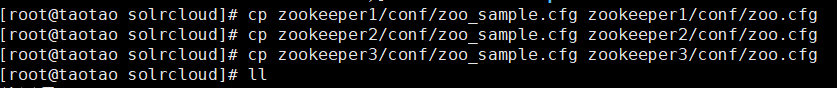 [root@taotao solrcloud]# cp zookeeper1/conf/zoo_sample.cfg zookeeper1/conf/zoo.cfg
[root@taotao solrcloud]# cp zookeeper2/conf/zoo_sample.cfg zookeeper2/conf/zoo.cfg
[root@taotao solrcloud]# cp zookeeper3/conf/zoo_sample.cfg zookeeper3/conf/zoo.cfg
[root@taotao solrcloud]# ll